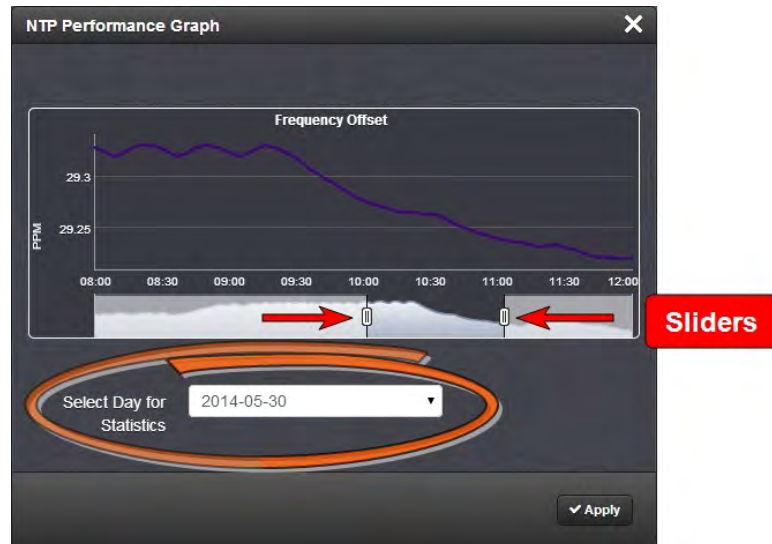 NTP Performance Graph
Frequency Offset
29.3
29.25
PPM
08:00 08:30 09:00 09:30 10:00 10:30 11:00 11:30 12:00
Sliders
Select Day for
Statistics
2014-05-30
Apply